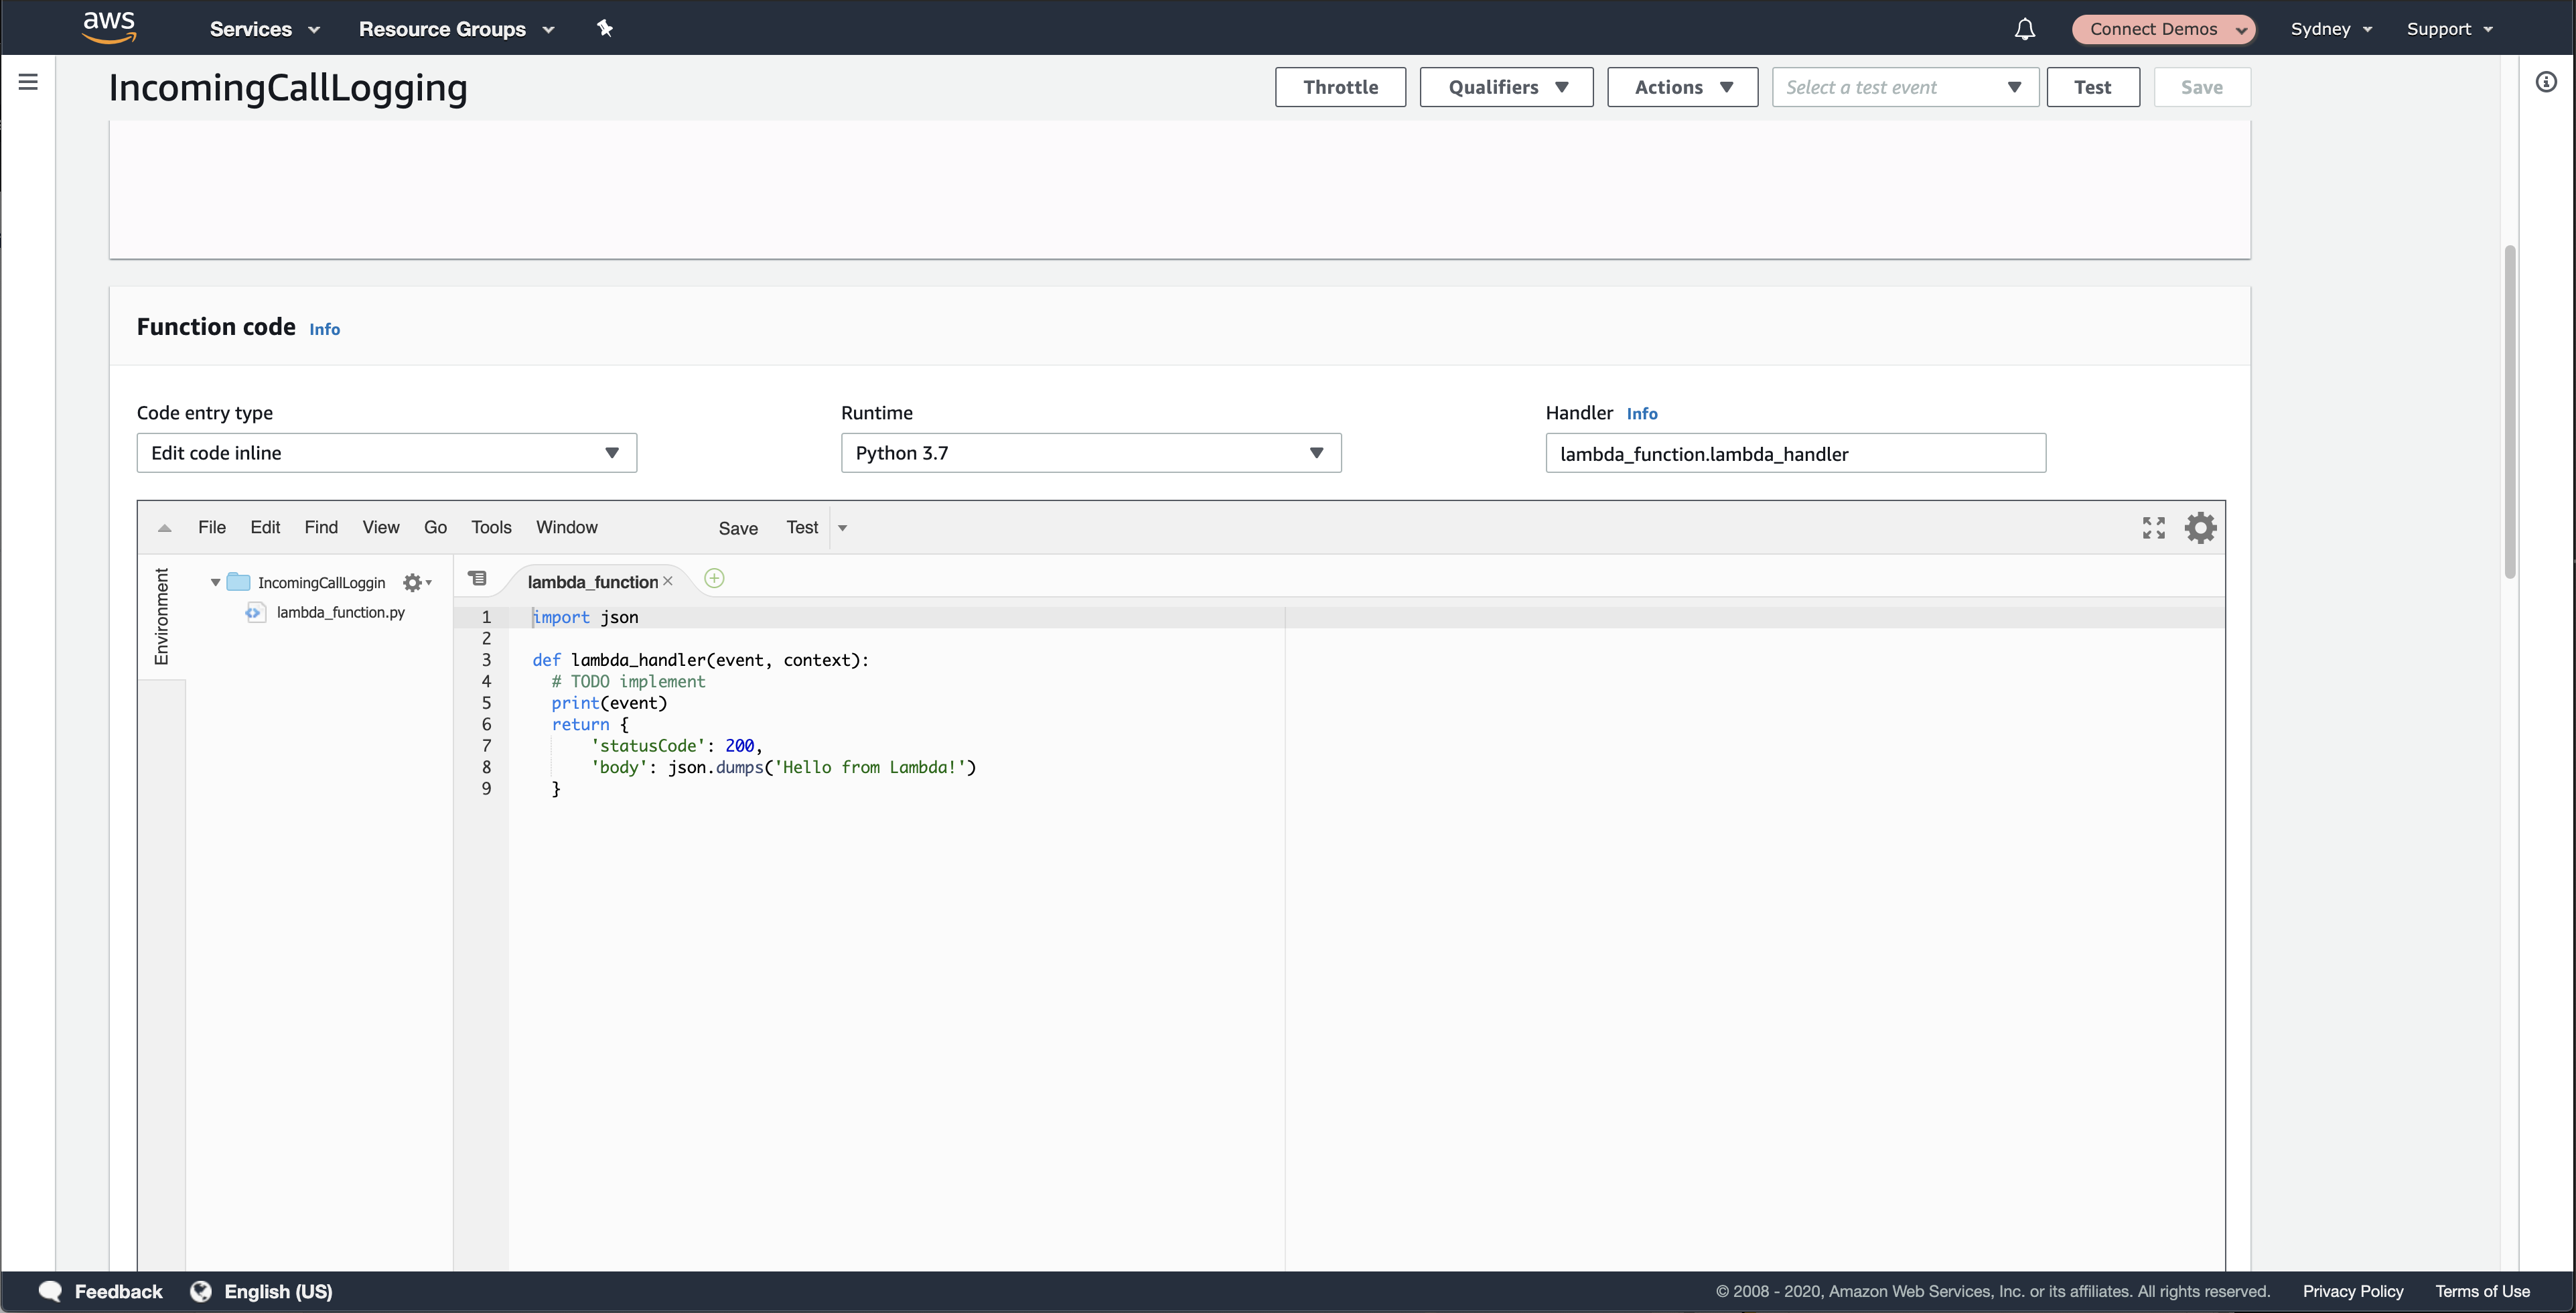 aws Services Resource Groups Connect Demos Sydney Support
IncomingCallLogging Throttle Qualifiers Actions Select a test event Test Save
Function code Info
Code entry type Runtime Handler Info
Edit code inline Python 3.7 lambda_function.lambda_handler
File Edit Find View Go Tools Window Save Test
Environment
IncomingCallLoggin
lambda_function.py
lambda_function
1 import json
2
3 def lambda_handler(event, context):
4 # TODO implement
5 print(event)
6 return {
7 'statusCode': 200,
8 'body': json.dumps('Hello from Lambda!')
9 }
Feedback English (US) © 2008 - 2020, Amazon Web Services, Inc. or its affiliates. All rights reserved. Privacy Policy Terms of Use